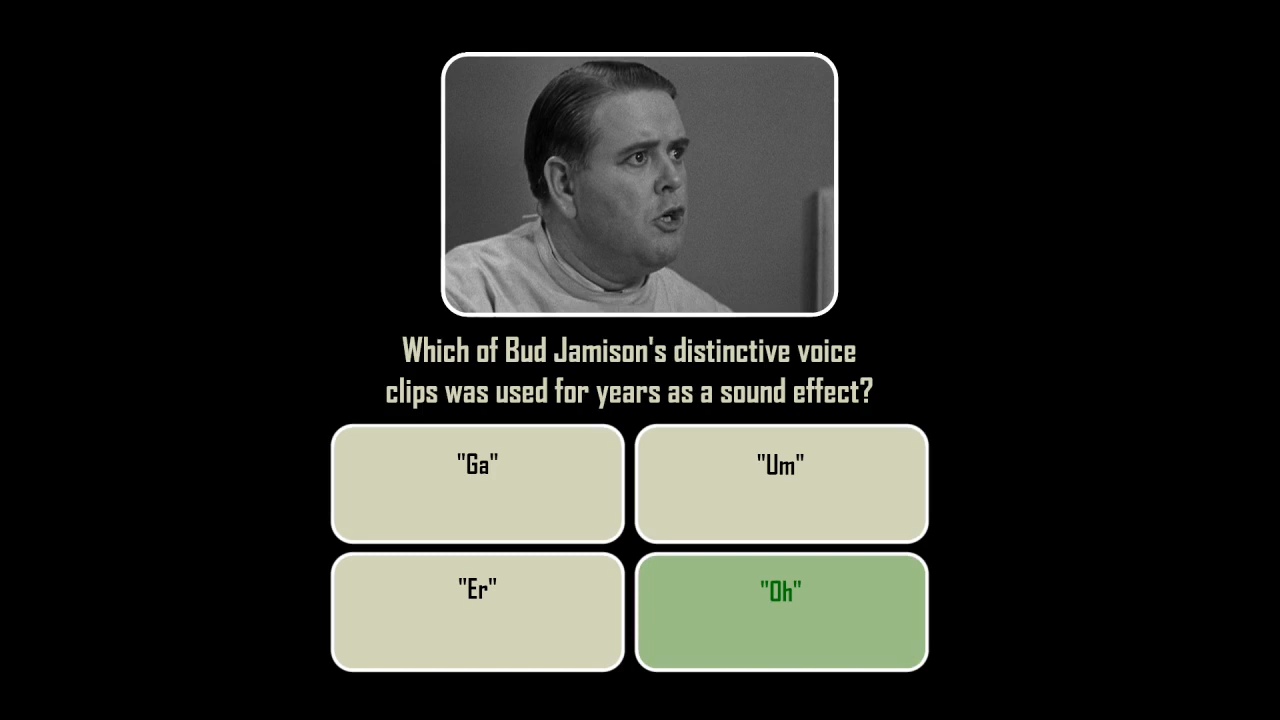 Which of Bud Jamison's distinctive voice
clips was used for years as a sound effect?
"Ga"
"Um"
"Er"
"Oh"